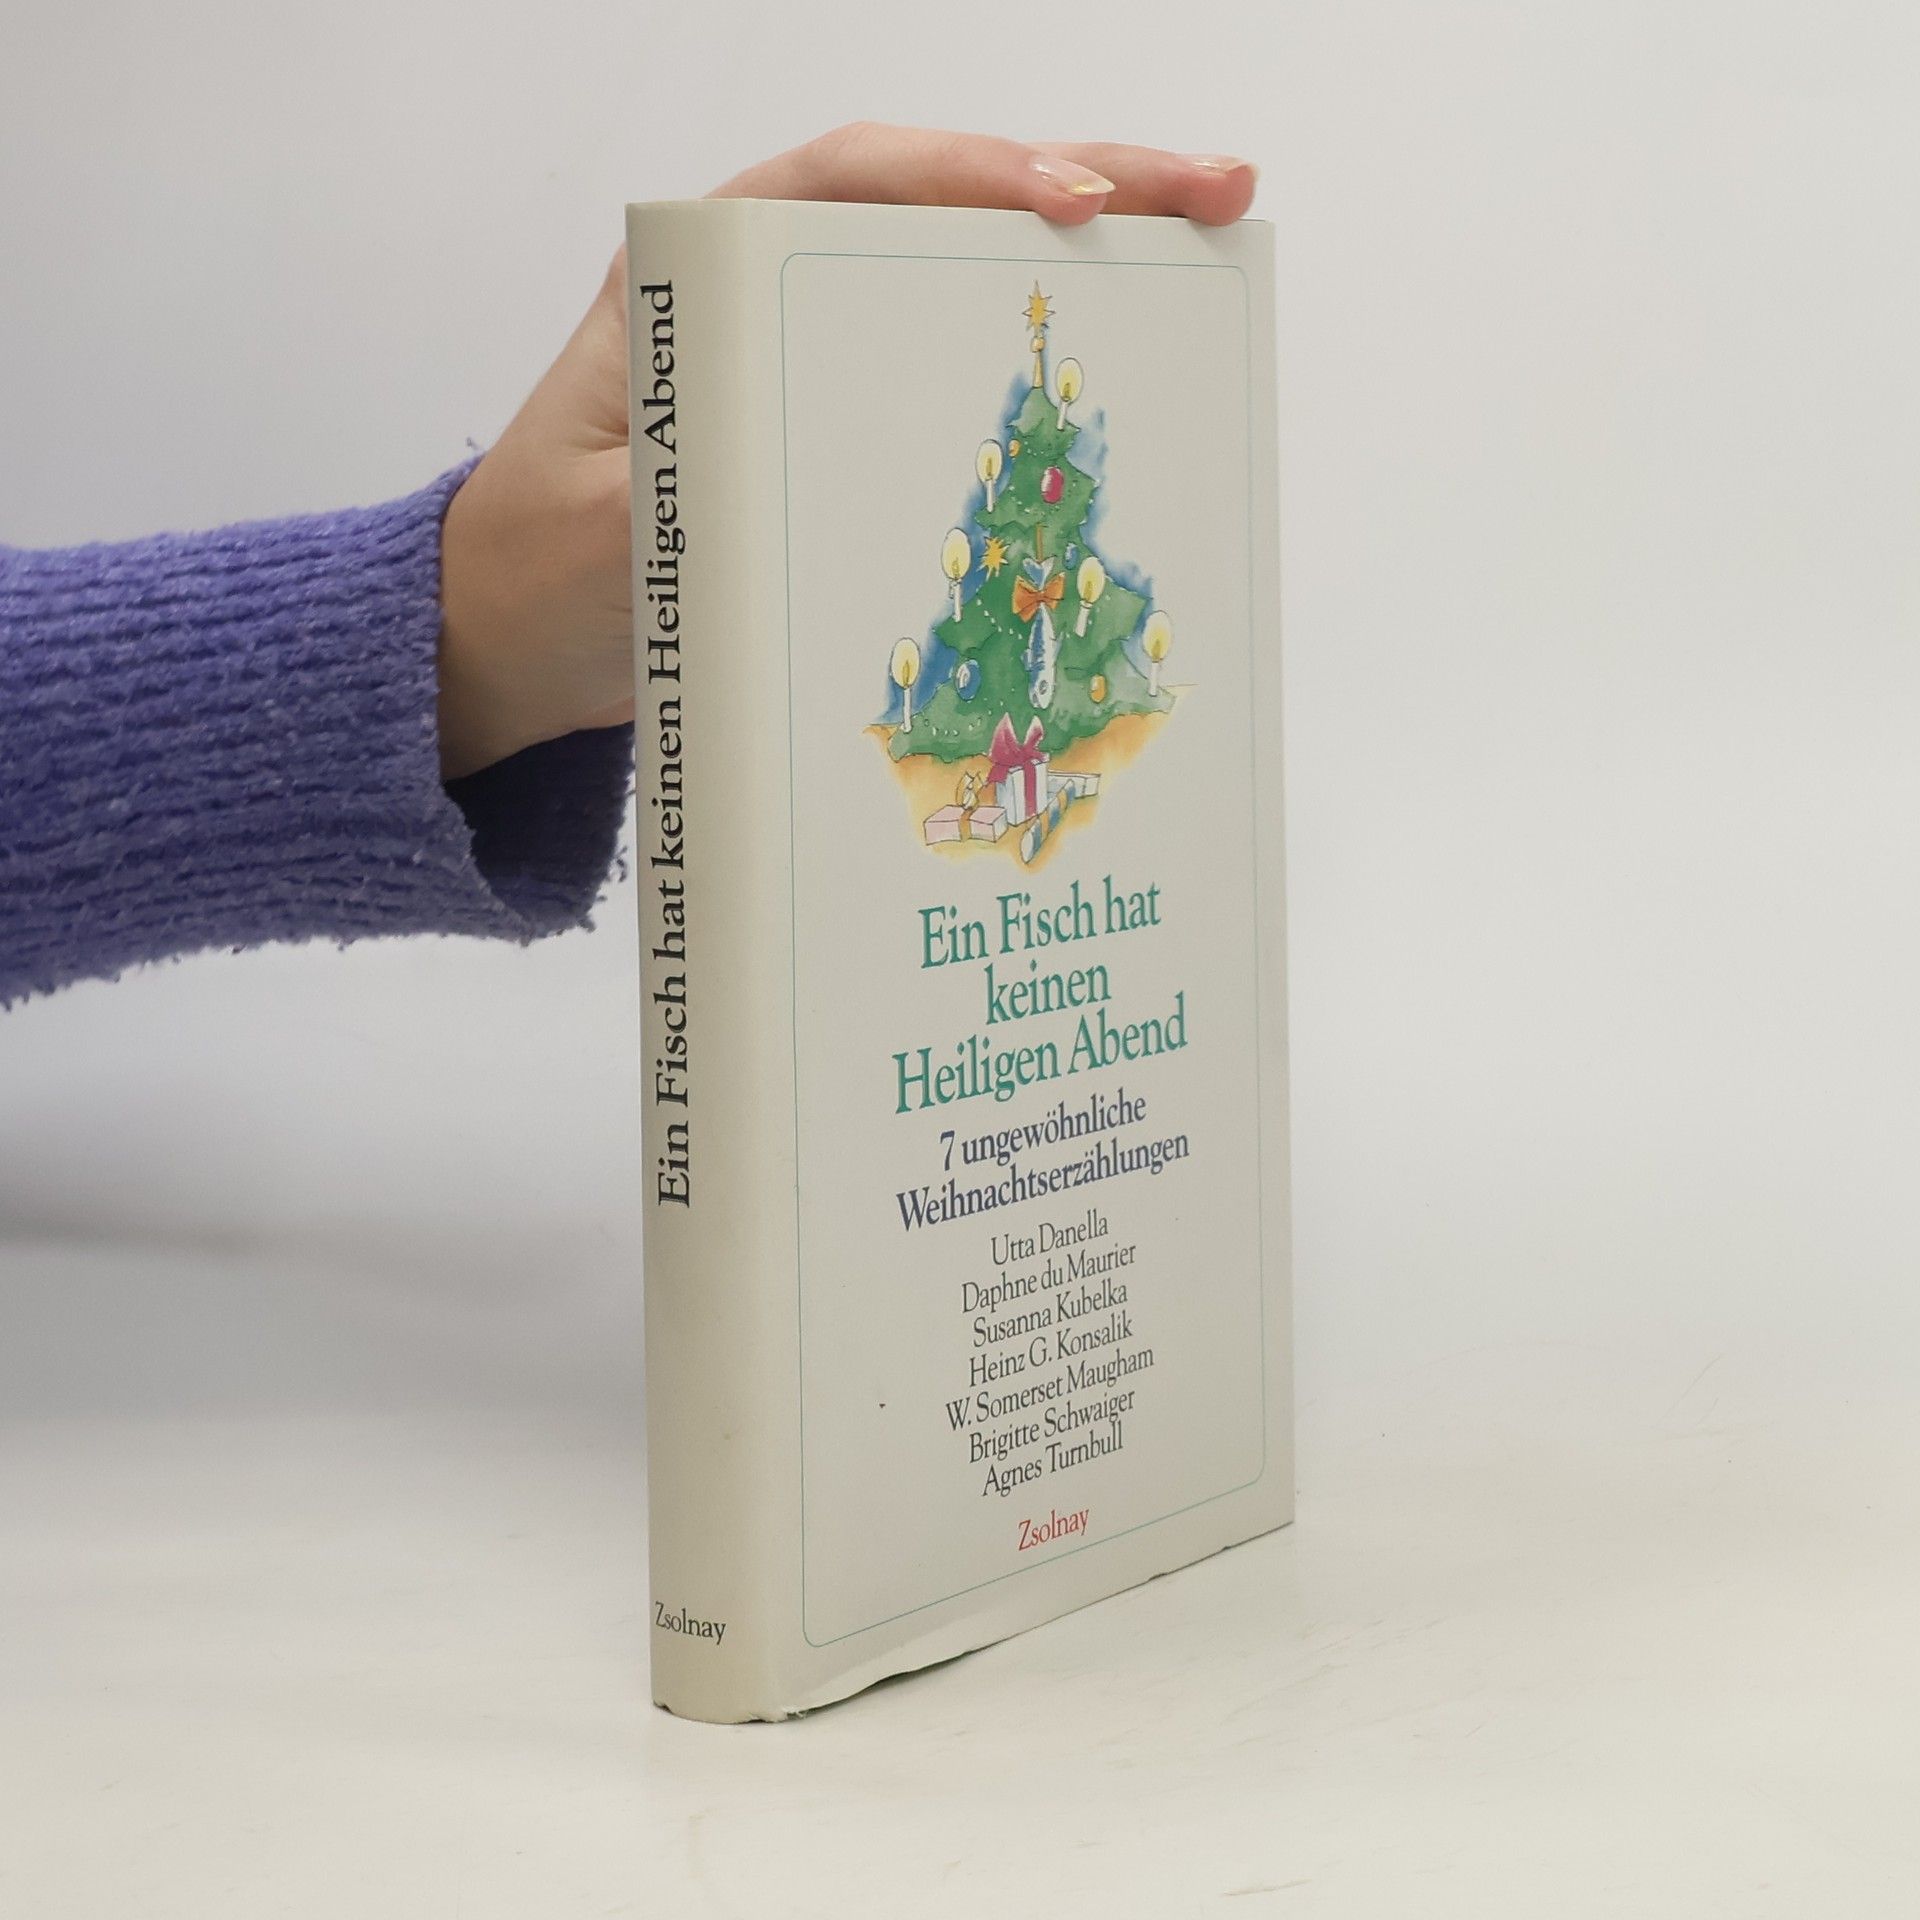 Ein Fisch hat keinen Heiligen Abend
Zsolnay
Ein Fisch hat
keinen
Heiligen Abend
7 ungewöhnliche
Weihnachtserzählungen
Utta Danella
Daphne du Maurier
Susanna Kubelka
Heinz G. Konsalik
W. Somerset Maugham
Brigitte Schwaiger
Agnes Turnbull
Zsolnay